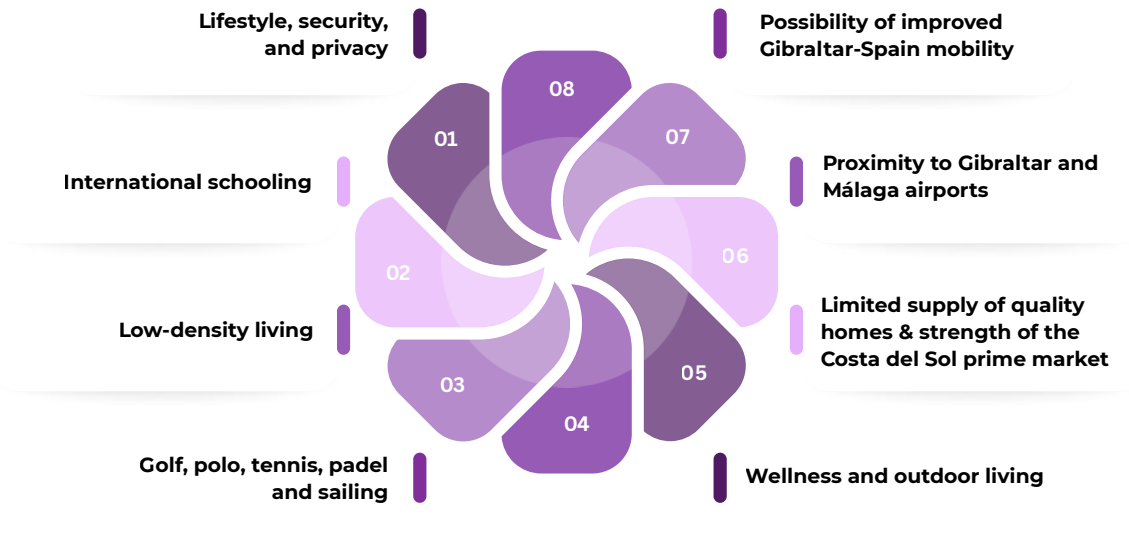 Lifestyle, security,
and privacy
International schooling
Low-density living
Golf, polo, tennis, padel
and sailing
01
02
03
04
05
06
07
08
Possibility of improved
Gibraltar-Spain mobility
Proximity to Gibraltar and
Málaga airports
Limited supply of quality
homes & strength of the
Costa del Sol prime market
Wellness and outdoor living